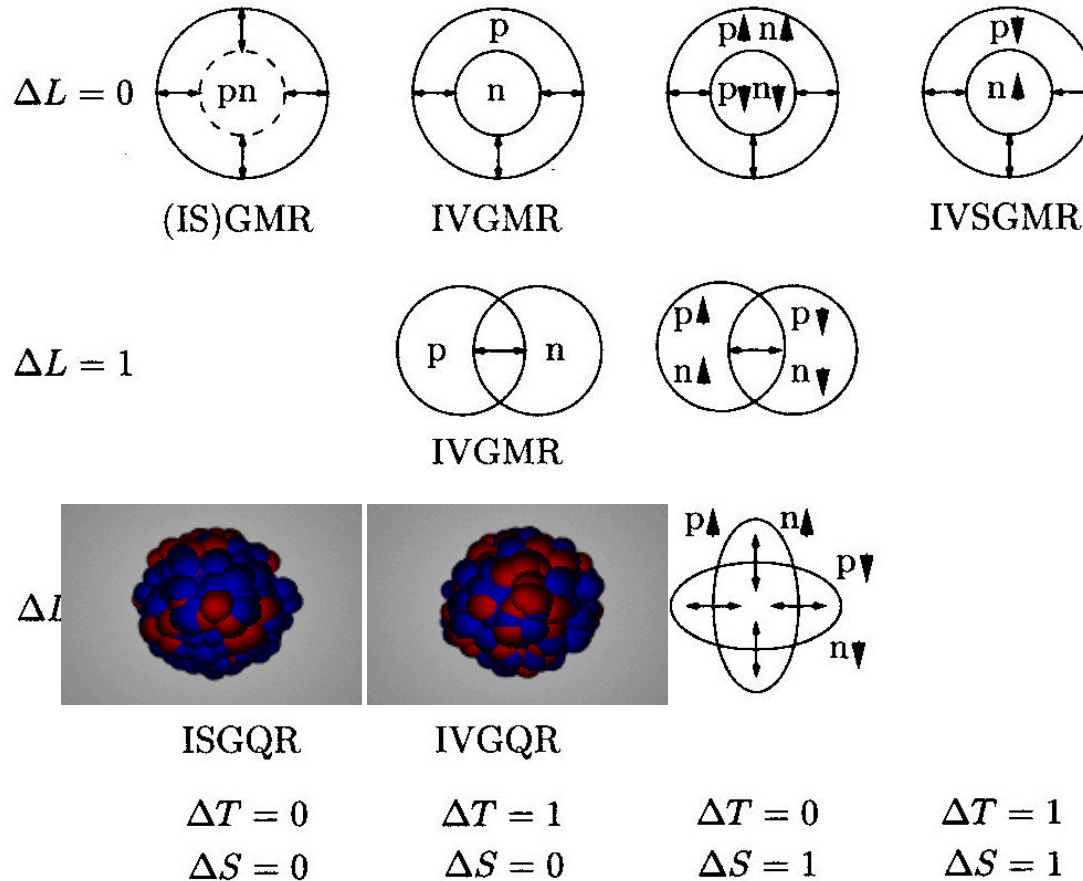 p p▲ n▲ p▼
ΔL = 0 pn n p▼n▼ n▲
(IS)GMR IVGMR IVSGMR
p▲ p▼
ΔL = 1 p n
n▲ n▼
IVGMR
p▲ n▲
p▼
ΔL
n▼
ISGQR IVGQR
ΔT = 0 ΔT = 1 ΔT = 0 ΔT = 1
ΔS = 0 ΔS = 0 ΔS = 1 ΔS = 1